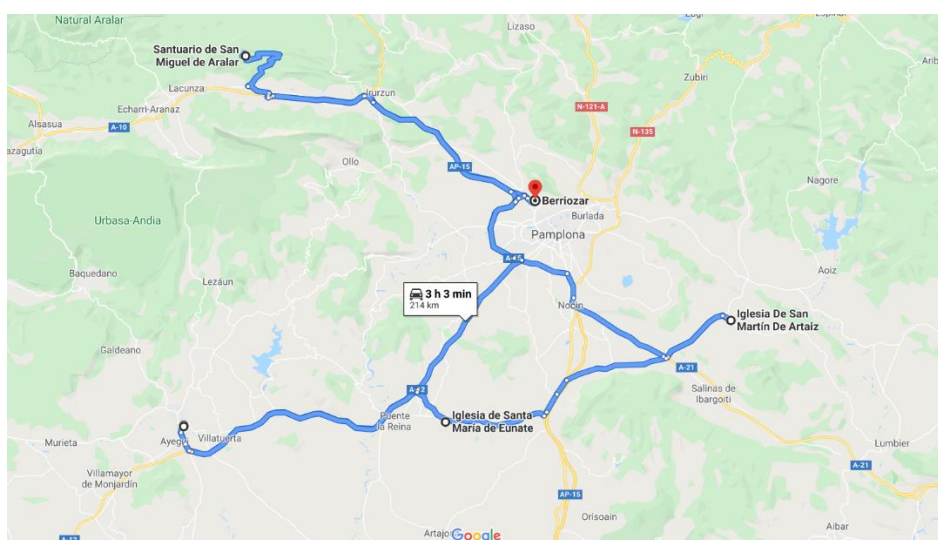 Natural Aralar
Lizaso
Santuario de San
Miguel de Aralar
Zubiri
Lacunza
Irurzun
N-121-A
Echarri-Aranaz
N-135
Alsasua
A-10
azagutia
Ollo
AP-15
Nagore
Berriozar
Burlada
Urbasa-Andia
Pamplona
Baquedano
Lezáun
Aoiz
3 h 3 min
214 km
Noáin
Iglesia De San
Martín De Artaiz
Galdeano
A-21
Salinas de
Ibargoiti
A-12
Puente
la Reina
Iglesia de Santa
María de Eunate
Murieta
Ayegui
Villatuerta
Lumbier
Villamayor
de Monjardín
A-21
AP-15
Orísoain
Artajo
Google
Aibar
A-12